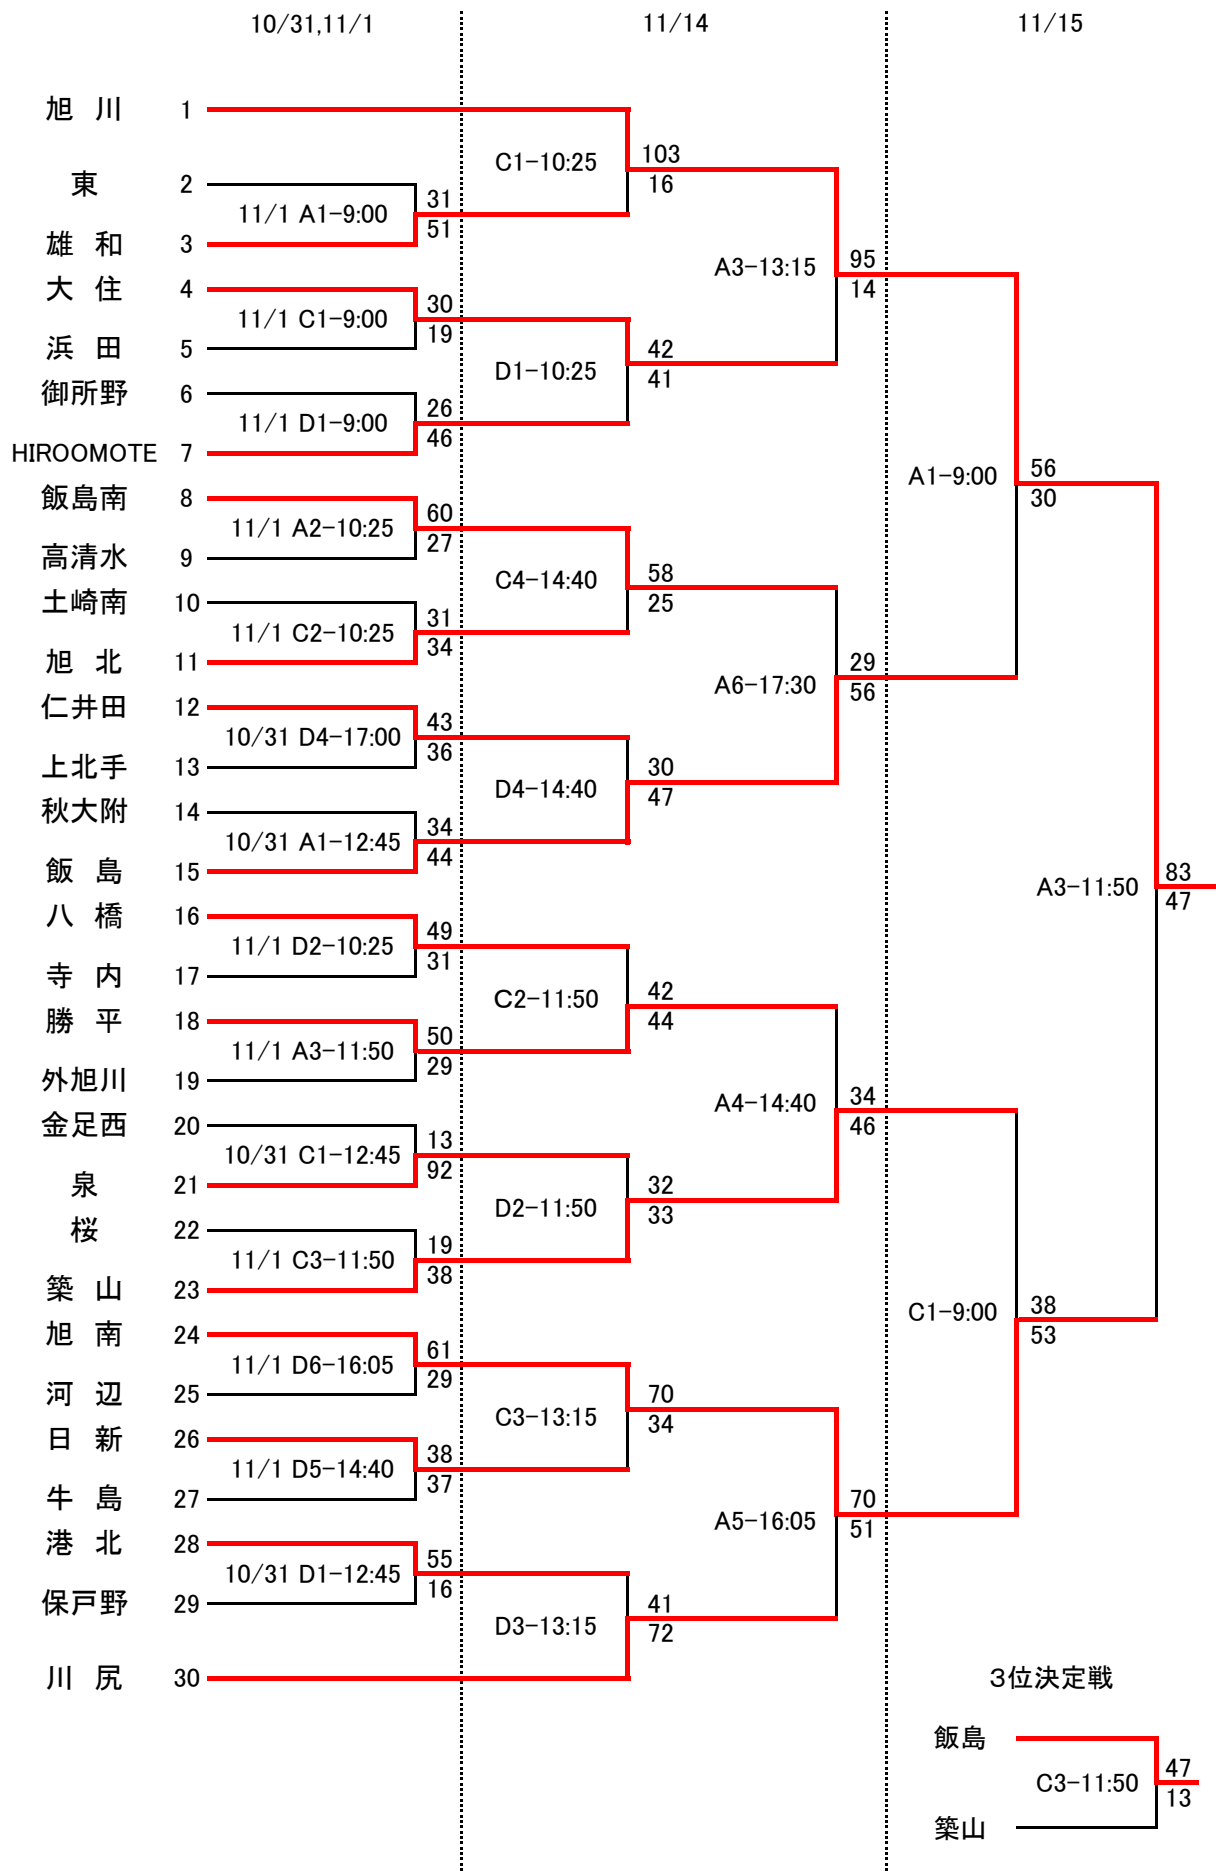 10/31,11/1 11/14 11/15
旭 川 1
C1-10:25 103
16
東 2
11/1 A1-9:00 31
51
雄 和 3
A3-13:15 95
14
大 住 4
11/1 C1-9:00 30
19
浜 田 5
D1-10:25 42
41
御所野 6
11/1 D1-9:00 26
46
HIROOMOTE 7
A1-9:00 56
30
飯島南 8
11/1 A2-10:25 60
27
高清水 9
C4-14:40 58
25
土崎南 10
11/1 C2-10:25 31
34
旭 北 11
A6-17:30 29
56
仁井田 12
10/31 D4-17:00 43
36
上北手 13
D4-14:40 30
47
秋大附 14
10/31 A1-12:45 34
44
飯 島 15
A3-11:50 83
47
八 橋 16
11/1 D2-10:25 49
31
寺 内 17
C2-11:50 42
44
勝 平 18
11/1 A3-11:50 50
29
外旭川 19
A4-14:40 34
46
金足西 20
10/31 C1-12:45 13
92
泉 21
D2-11:50 32
33
桜 22
11/1 C3-11:50 19
38
築 山 23
C1-9:00 38
53
旭 南 24
11/1 D6-16:05 61
29
河 辺 25
C3-13:15 70
34
日 新 26
11/1 D5-14:40 38
37
牛 島 27
A5-16:05 70
51
港 北 28
10/31 D1-12:45 55
16
保戸野 29
D3-13:15 41
72
川 尻 30
3位決定戦
飯島
C3-11:50 47
13
築山